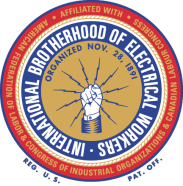 • AFFILIATED WITH •
AMERICAN FEDERATION OF LABOR & CONGRESS OF INDUSTRIAL ORGANIZATIONS & CANADIAN LABOUR CONGRESS
• INTERNATIONAL BROTHERHOOD OF ELECTRICAL WORKERS •
ORGANIZED NOV. 28, 1891
REG. U. S. PAT. OFF.